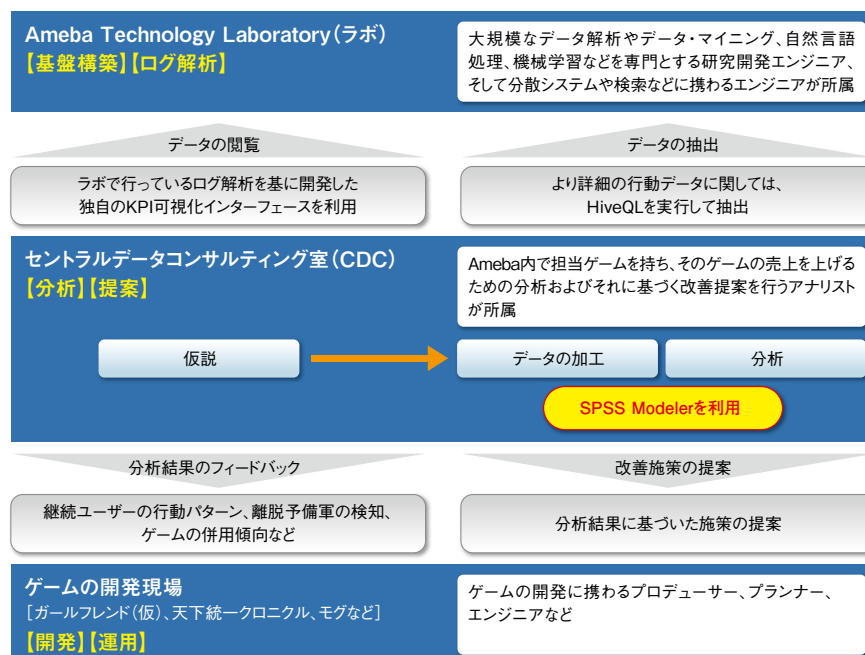 Ameba Technology Laboratory(ラボ)
【基盤構築】【ログ解析】
大規模なデータ解析やデータ・マイニング、自然言語
処理、機械学習などを専門とする研究開発エンジニア、
そして分散システムや検索などに携わるエンジニアが所属
データの閲覧
データの抽出
ラボで行っているログ解析を基に開発した
独自のKPI可視化インターフェースを利用
より詳細の行動データに関しては、
HiveQLを実行して抽出
セントラルデータコンサルティング室(CDC)
【分析】【提案】
Ameba内で担当ゲームを持ち、そのゲームの売上を上げる
ための分析およびそれに基づく改善提案を行うアナリスト
が所属
仮説
データの加工
分析
SPSS Modelerを利用
分析結果のフィードバック
改善施策の提案
継続ユーザーの行動パターン、離脱予備軍の検知、
ゲームの併用傾向など
分析結果に基づいた施策の提案
ゲームの開発現場
[ガールフレンド(仮)、天下統一クロニクル、モグなど]
【開発】【運用】
ゲームの開発に携わるプロデューサー、プランナー、
エンジニアなど